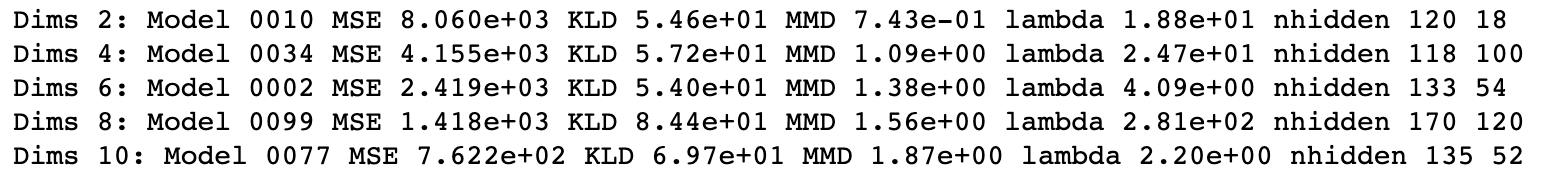 Dims 2: Model 0010 MSE 8.060e+03 KLD 5.46e+01 MMD 7.43e-01 lambda 1.88e+01 nhidden 120 18
Dims 4: Model 0034 MSE 4.155e+03 KLD 5.72e+01 MMD 1.09e+00 lambda 2.47e+01 nhidden 118 100
Dims 6: Model 0002 MSE 2.419e+03 KLD 5.40e+01 MMD 1.38e+00 lambda 4.09e+00 nhidden 133 54
Dims 8: Model 0099 MSE 1.418e+03 KLD 8.44e+01 MMD 1.56e+00 lambda 2.81e+02 nhidden 170 120
Dims 10: Model 0077 MSE 7.622e+02 KLD 6.97e+01 MMD 1.87e+00 lambda 2.20e+00 nhidden 135 52